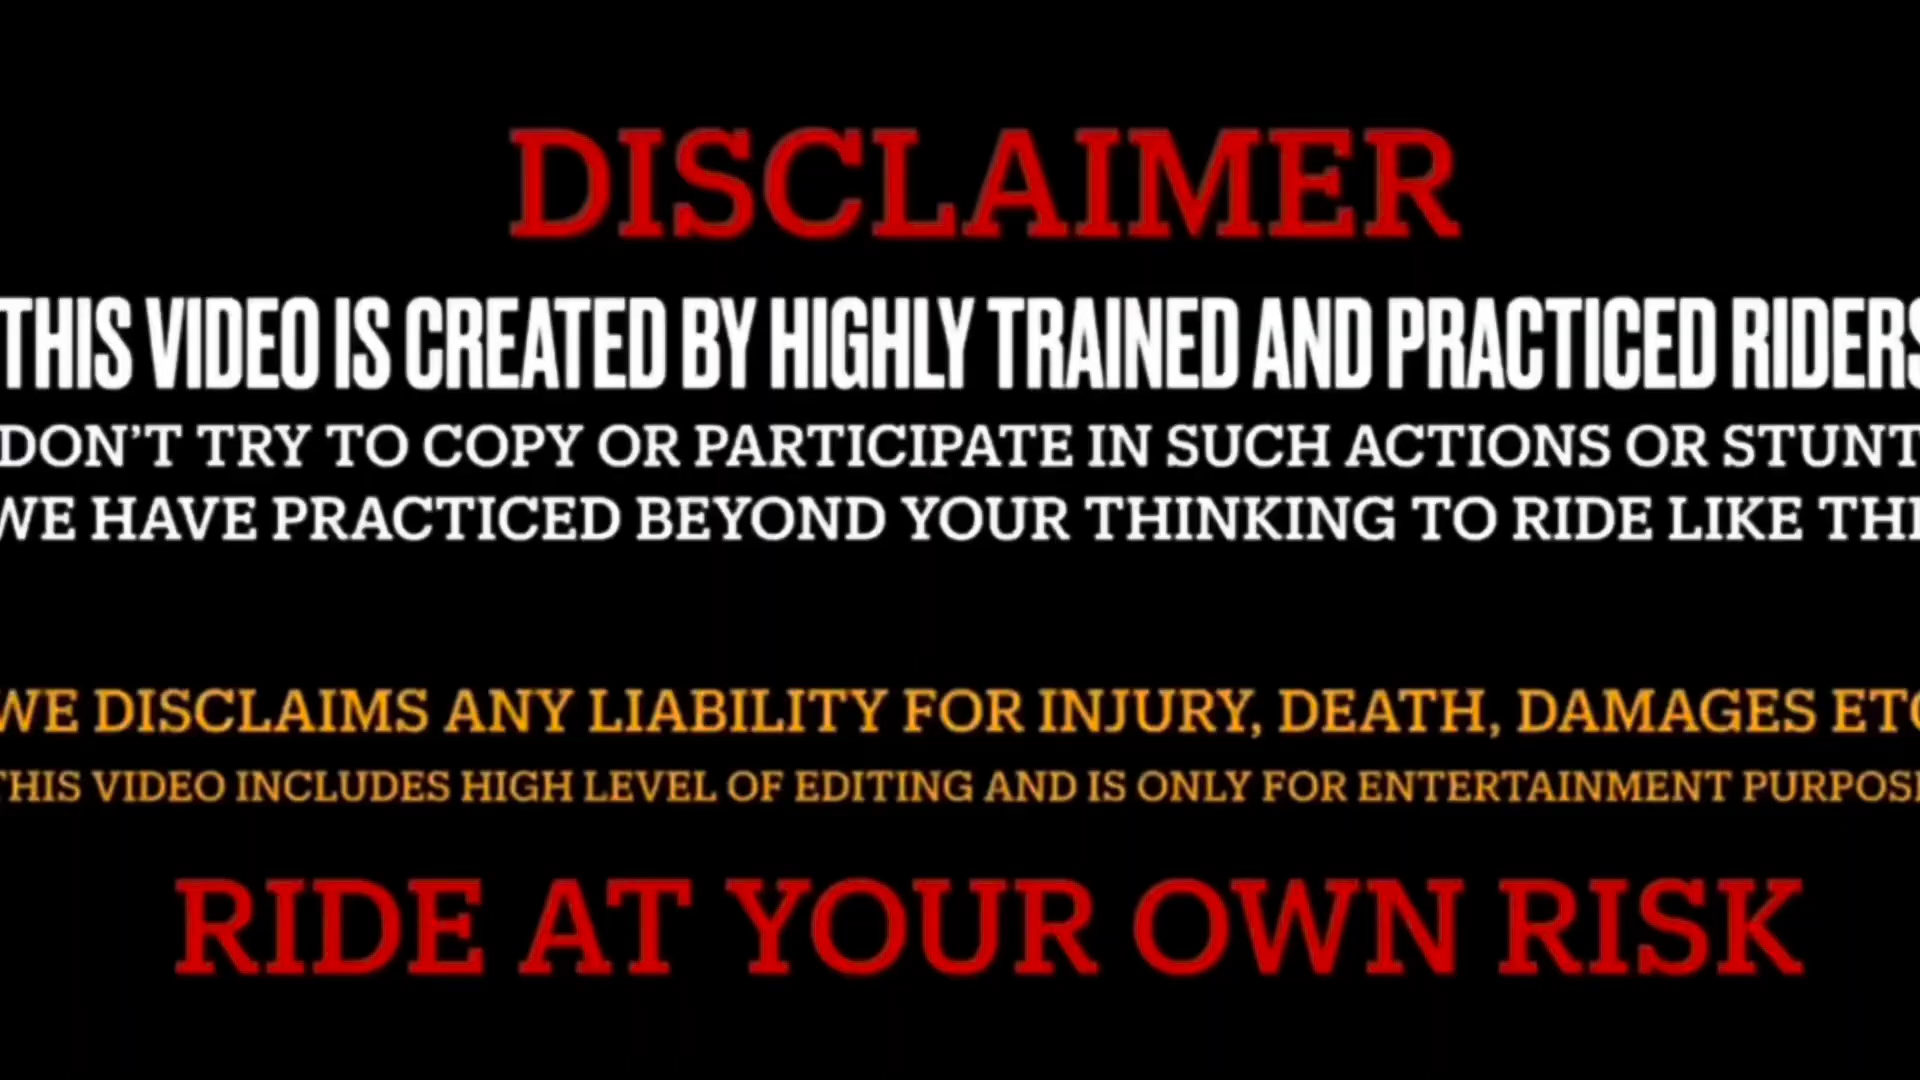 DISCLAIMER
THIS VIDEO IS CREATED BY HIGHLY TRAINED AND PRACTICED RIDERS
DON'T TRY TO COPY OR PARTICIPATE IN SUCH ACTIONS OR STUNT
WE HAVE PRACTICED BEYOND YOUR THINKING TO RIDE LIKE
WE DISCLAIMS ANY LIABILITY FOR INJURY, DEATH, DAMAGES ETC
THIS VIDEO INCLUDES HIGH LEVEL OF EDITING AND IS ONLY FOR ENTERTAINMENT
RIDE AT YOUR OWN RISK